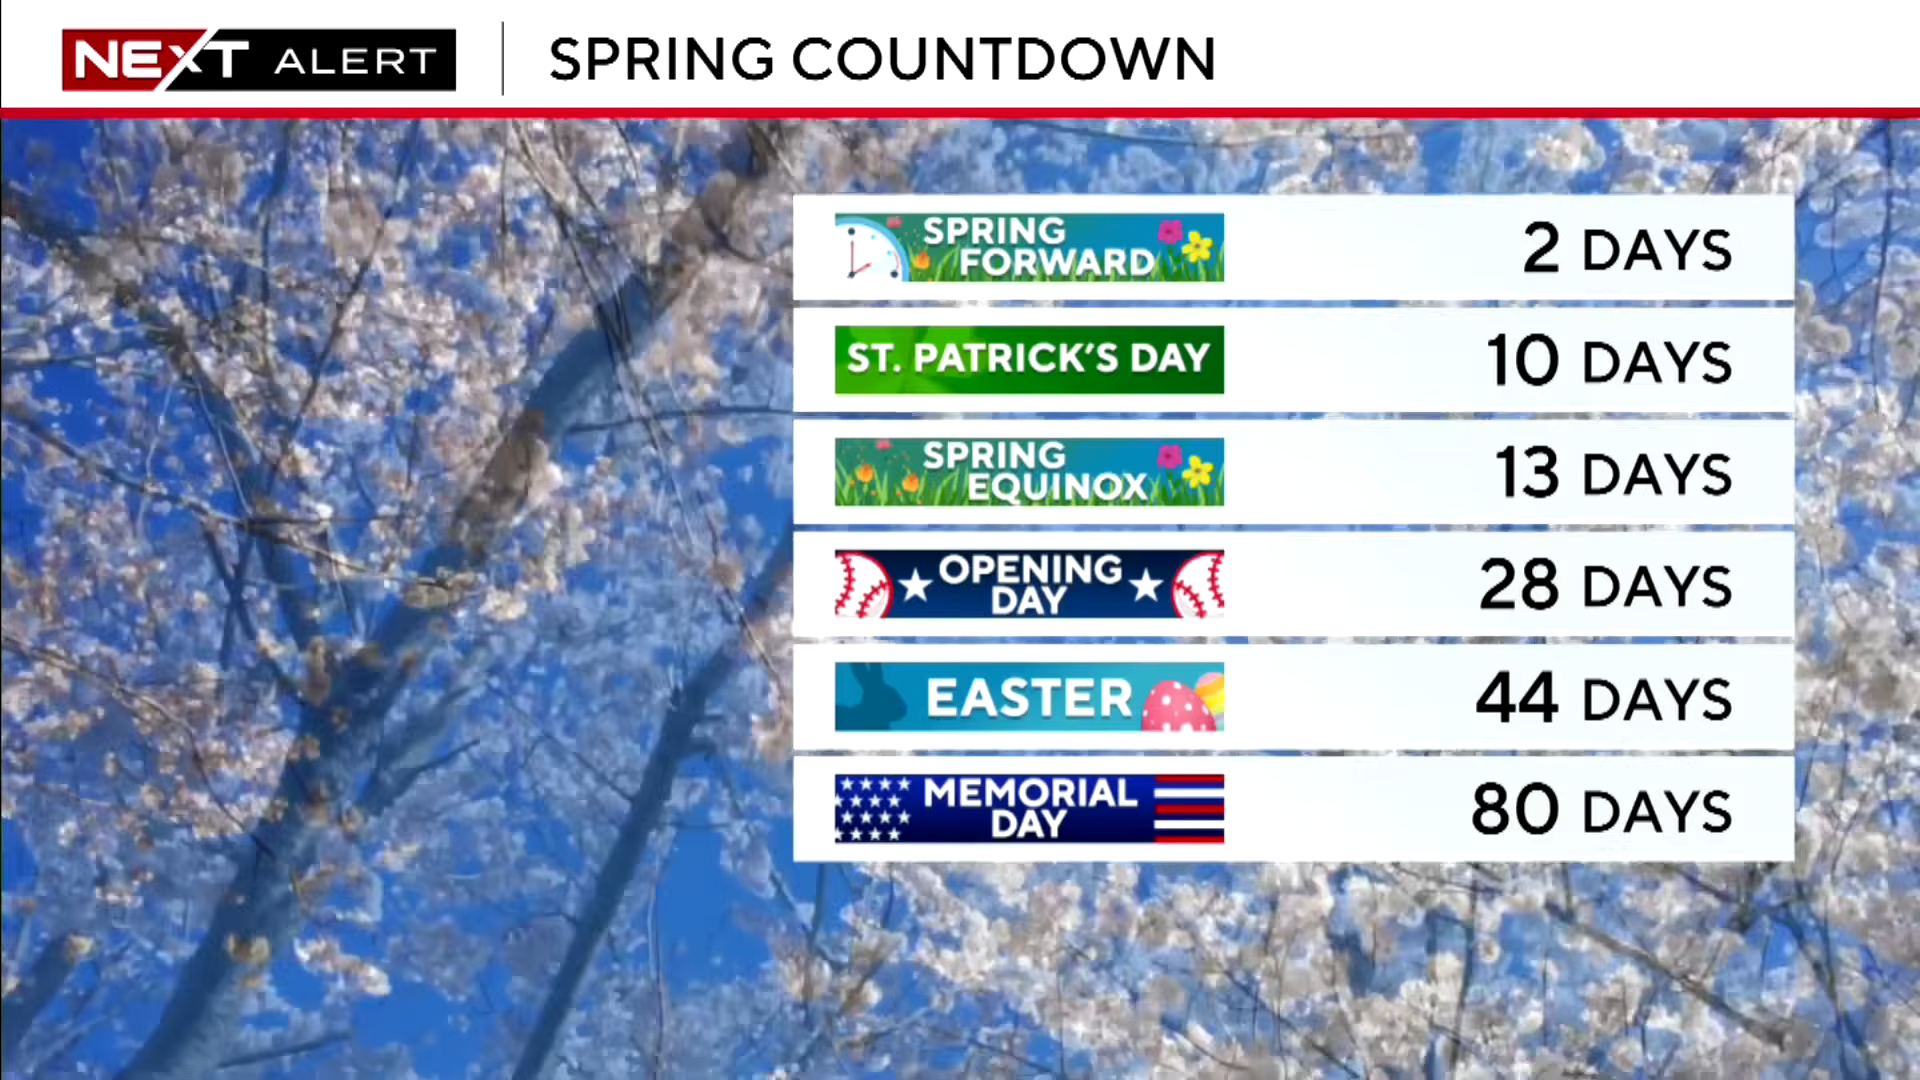 NEXT ALERT
SPRING COUNTDOWN
SPRING
FORWARD
2 DAYS
ST. PATRICK'S DAY
10 DAYS
SPRING
EQUINOX
13 DAYS
OPENING
DAY
28 DAYS
EASTER
44 DAYS
MEMORIAL
DAY
80 DAYS